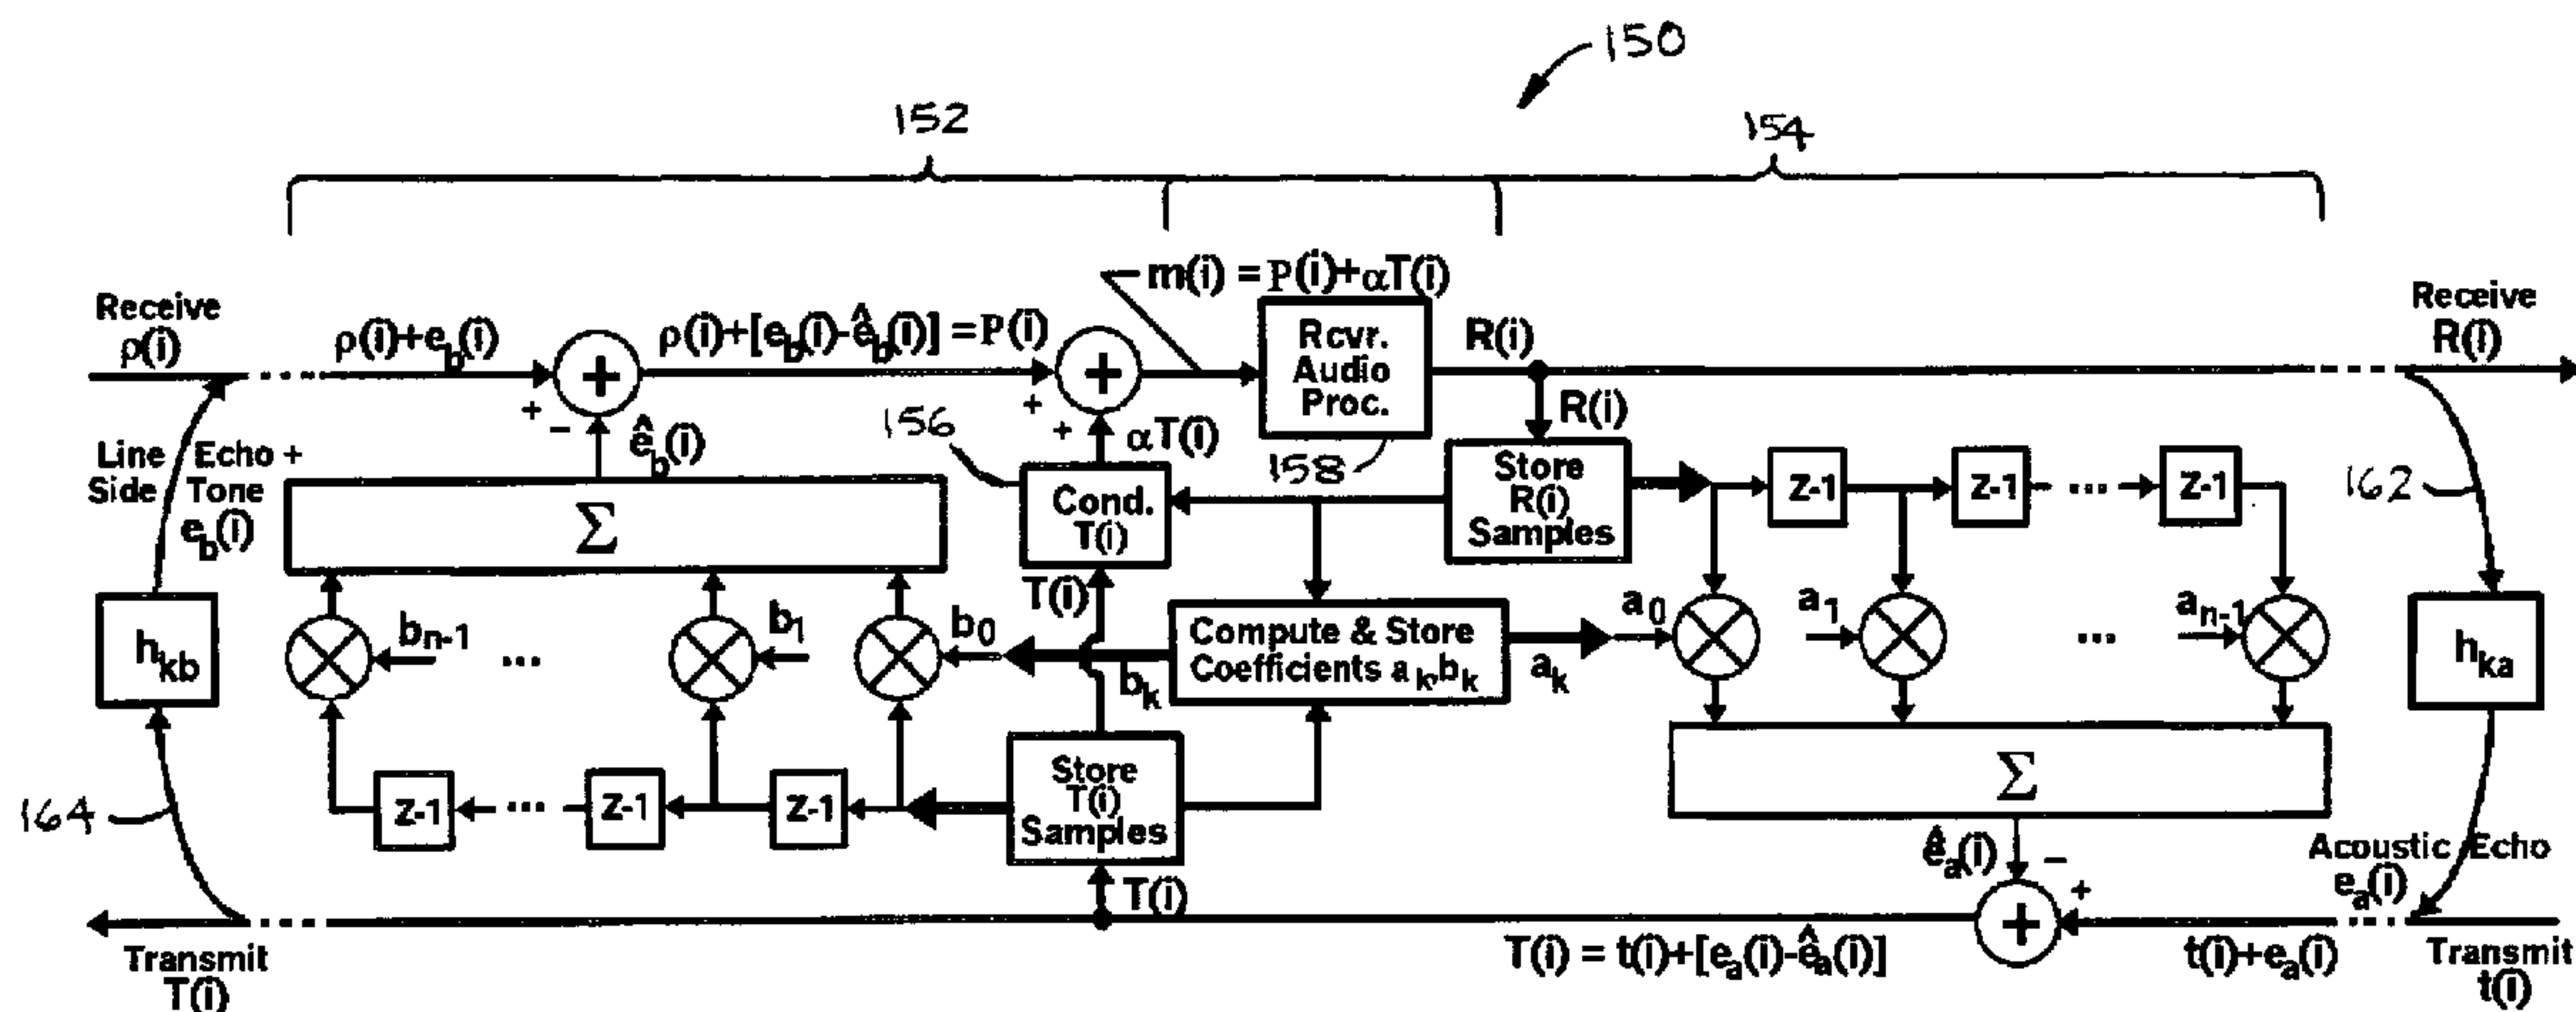 150
152
154
m(i) = P(i)+αT(i)
Receive
ρ(i)
ρ(i)+e_b(i)
ρ(i)+[e_b(i)-ê_b(i)] = P(i)
+
+
Rcvr.
Audio
Proc.
R(i)
Receive
R(i)
+
−
ê_b(i)
+
+
αT(i)
156
158
R(i)
Line Echo +
Side Tone
e_b(i)
Σ
Cond.
T(i)
Store
R(i)
Samples
z-1
z-1
...
z-1
162
T(i)
h_kb
b_n-1
...
b_1
b_0
b_k
Compute & Store
Coefficients a_k,b_k
a_k
a_0
a_1
...
a_n-1
h_ka
164
z-1
...
z-1
z-1
Store
T(i)
Samples
Σ
ê_a(i)
−
+
Acoustic Echo
e_a(i)
T(i)
+
Transmit
T(i)
T(i) = t(i)+[e_a(i)-ê_a(i)]
t(i)+e_a(i)
Transmit
t(i)